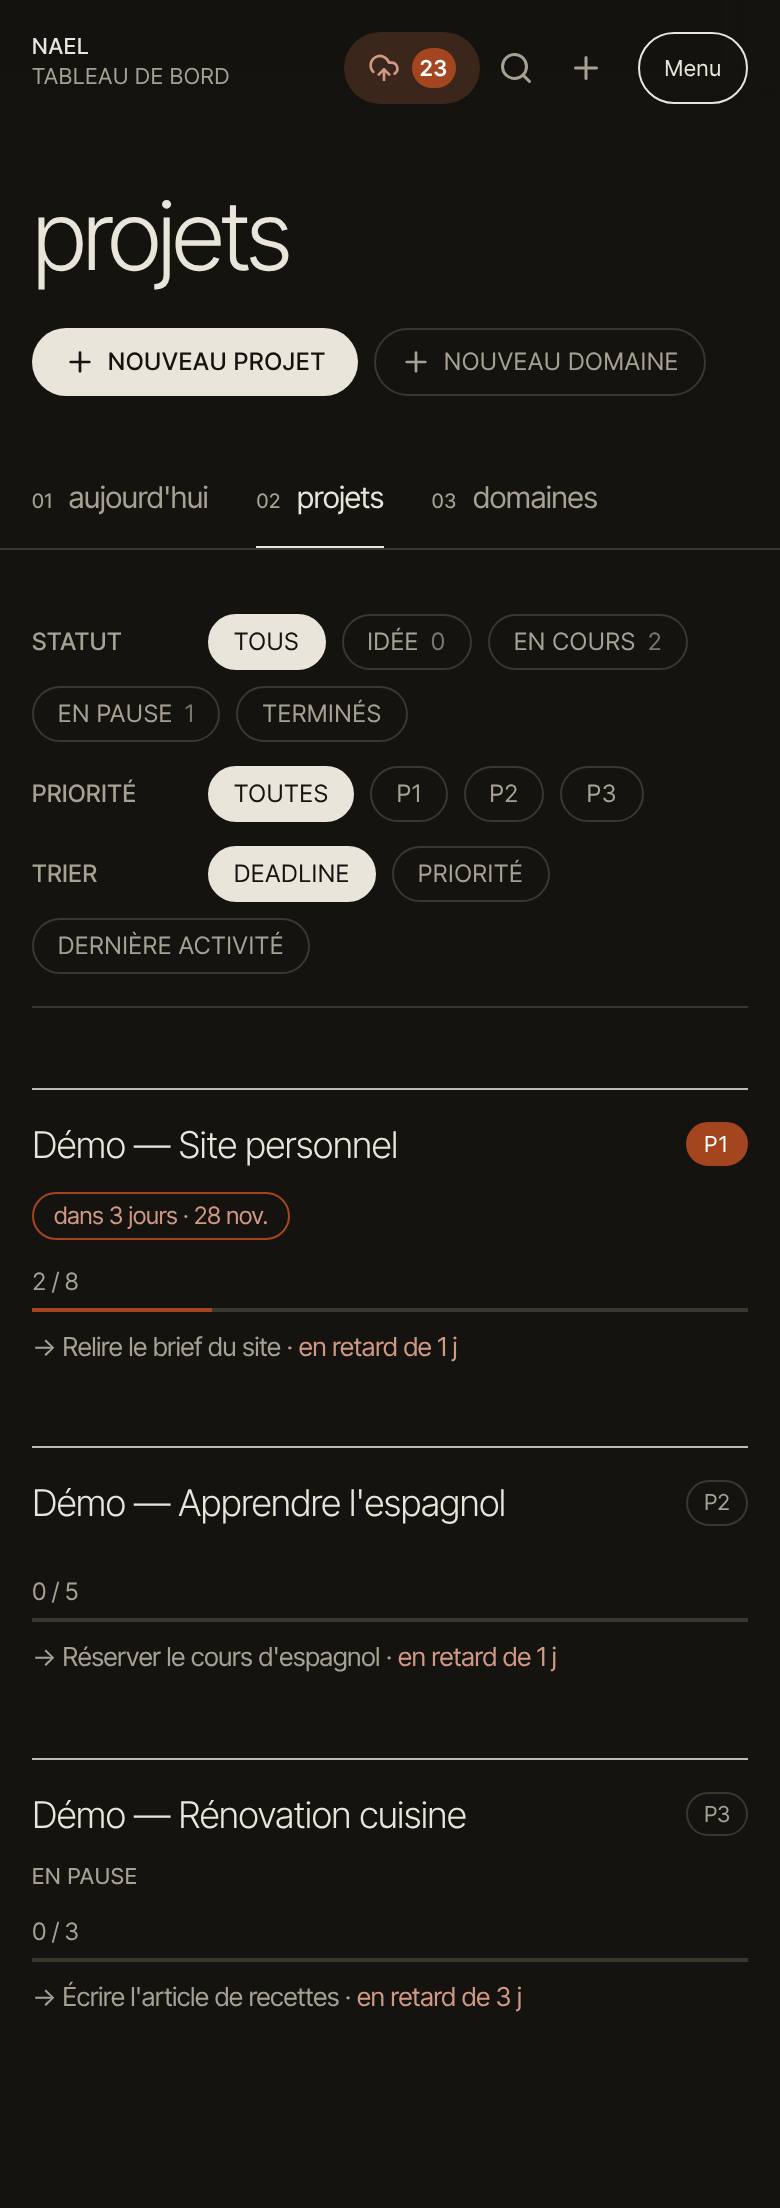 NAEL
TABLEAU DE BORD
23
Menu
projets
+ NOUVEAU PROJET
+ NOUVEAU DOMAINE
01 aujourd'hui
02 projets
03 domaines
STATUT TOUS IDÉE 0 EN COURS 2
EN PAUSE 1 TERMINÉS
PRIORITÉ TOUTES P1 P2 P3
TRIER DEADLINE PRIORITÉ
DERNIÈRE ACTIVITÉ
Démo — Site personnel P1
dans 3 jours · 28 nov.
2 / 8
→ Relire le brief du site · en retard de 1 j
Démo — Apprendre l'espagnol P2
0 / 5
→ Réserver le cours d'espagnol · en retard de 1 j
Démo — Rénovation cuisine P3
EN PAUSE
0 / 3
→ Écrire l'article de recettes · en retard de 3 j